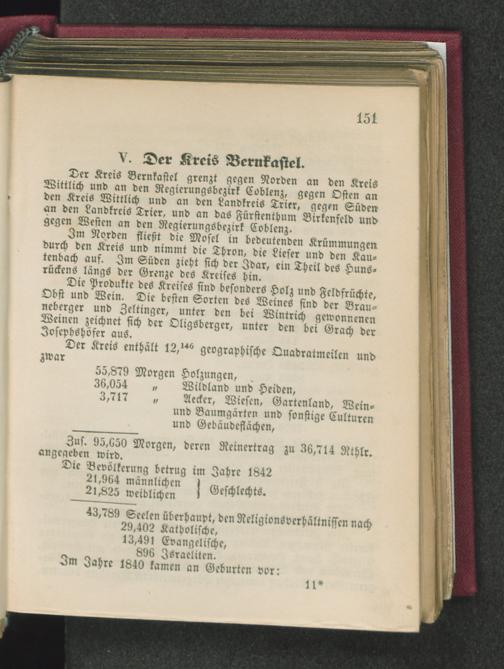 151
V. Der Kreis Bernkastel.
Der Kreis Bernkastel grenzt gegen Norden an den Kreis
Wittlich und an den Regierungsbezirk Coblenz, gegen Osten an
den Kreis Wittlich und an den Landkreis Trier, gegen Süden
an den Landkreis Trier, und an das Fürstenthum Birkenfeld und
gegen Westen an den Regierungsbezirk Coblenz.
Im Norden fließt die Mosel in bedeutenden Krümmungen
durch den Kreis und nimmt die Thron, die Lieser und den Kau-
tenbach auf. Im Süden zieht sich der Idar, ein Theil des Huns-
rückens längs der Grenze des Kreises hin.
Die Produkte des Kreises sind besonders Holz und Feldfrüchte,
Obst und Wein. Die besten Sorten des Weines sind der Brau-
neberger und Zeltinger, unter den bei Wintrich gewonnenen
Weinen zeichnet sich der Oligsberger, unter den bei Grach der
Josephshöfer aus.
Der Kreis enthält 12,¹⁴⁶ geographische Quadratmeilen und
zwar
55,879 Morgen Holzungen,
36,054 „ Wildland und Heiden,
3,717 „ Aecker, Wiesen, Gartenland, Wein-
und Baumgärten und sonstige Culturen
und Gebäudeflächen,
Zus. 95,650 Morgen, deren Reinertrag zu 36,714 Rthlr.
angegeben wird.
Die Bevölkerung betrug im Jahre 1842
21,964 männlichen
21,825 weiblichen } Geschlechts.
43,789 Seelen überhaupt, den Religionsverhältnissen nach
29,402 Katholische,
13,491 Evangelische,
896 Israeliten.
Im Jahre 1840 kamen an Geburten vor:
11*